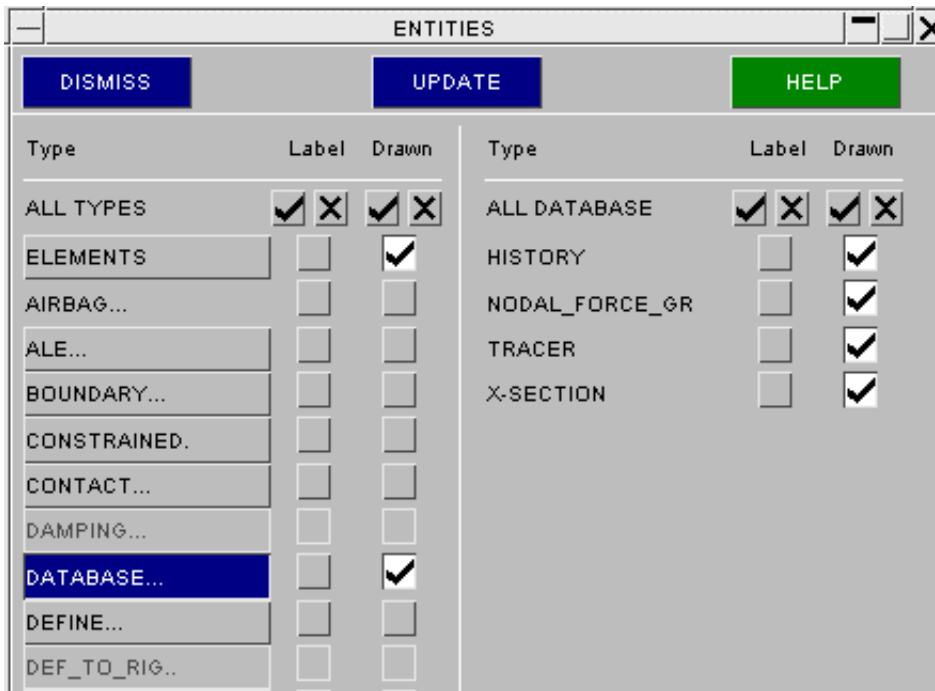 ENTITIES
DISMISS UPDATE HELP
Type Label Drawn Type Label Drawn
ALL TYPES ALL DATABASE
ELEMENTS HISTORY
AIRBAG... NODAL_FORCE_GR
ALE... TRACER
BOUNDARY... X-SECTION
CONSTRAINED.
CONTACT...
DAMPING...
DATABASE...
DEFINE...
DEF_TO_RIG..